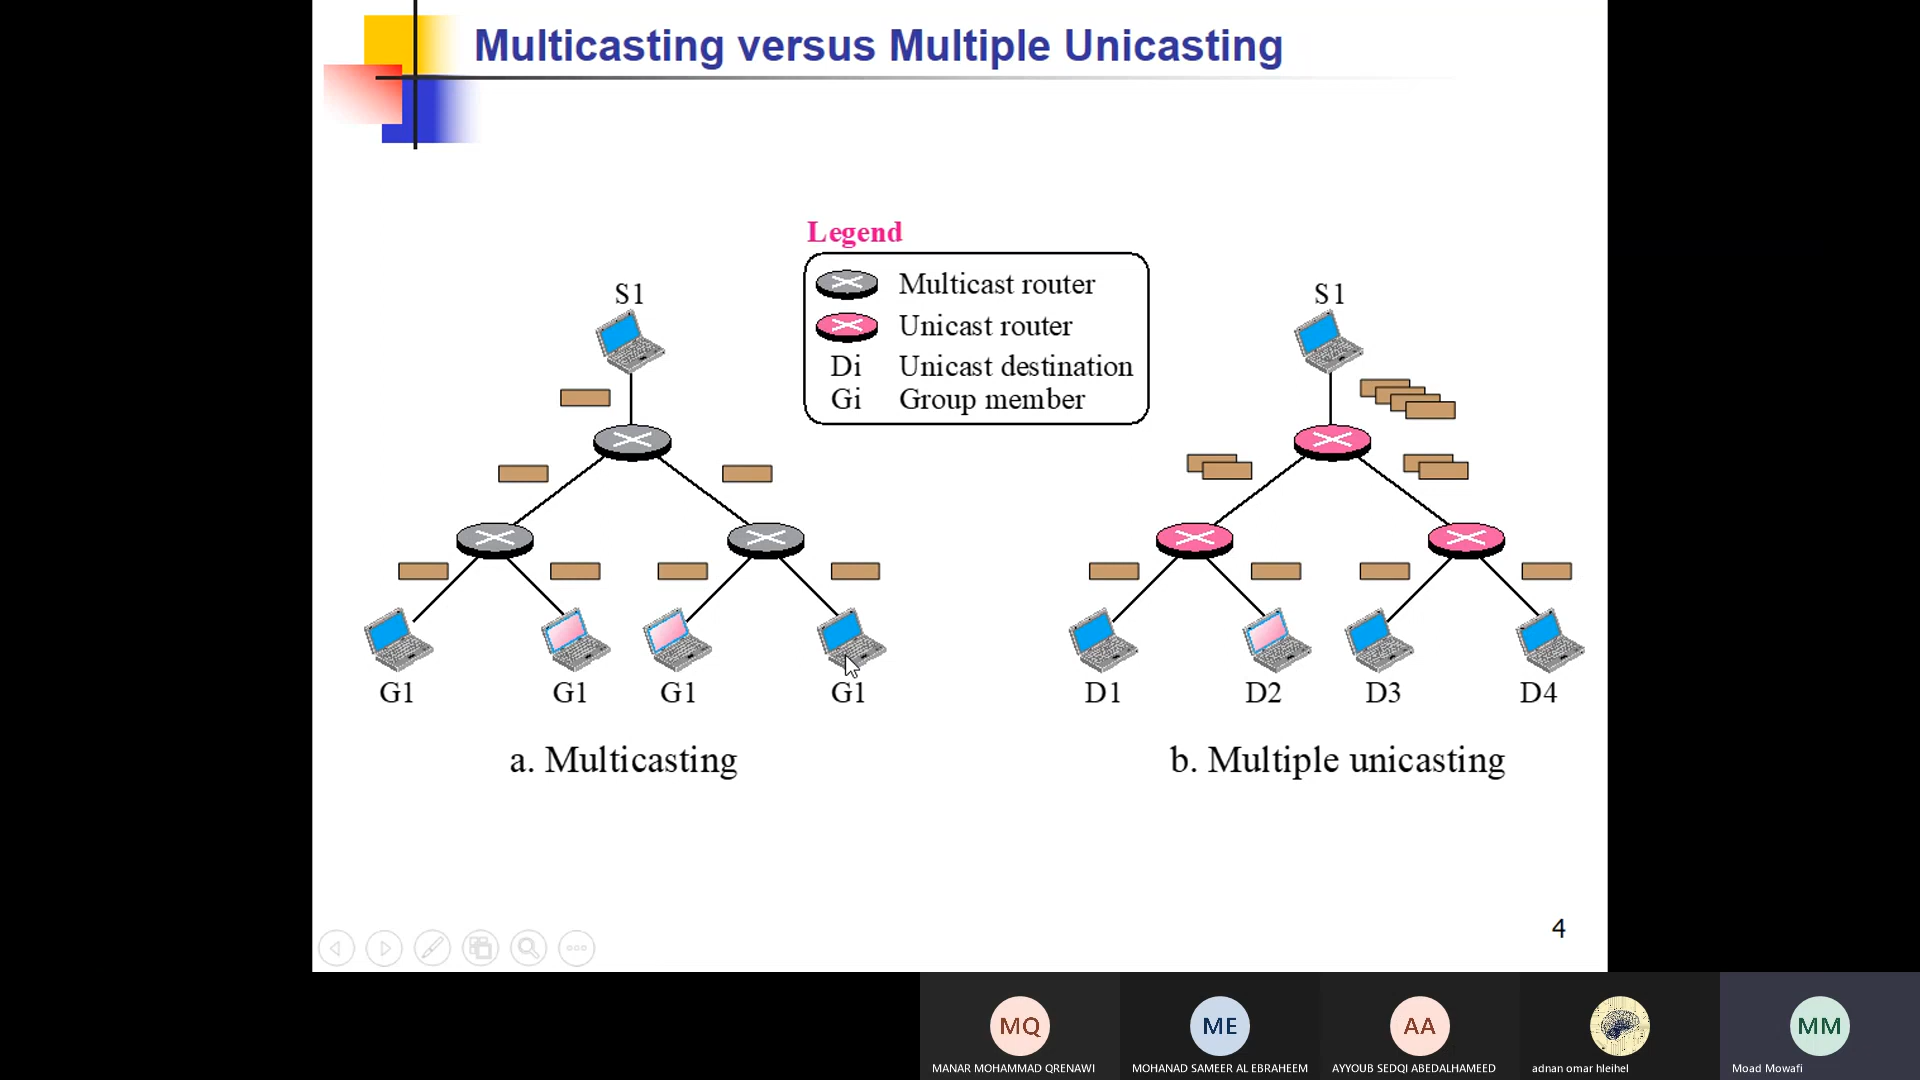 Multicasting versus Multiple Unicasting
Legend
Multicast router
Unicast router
Di Unicast destination
Gi Group member
S1
G1 G1 G1 G1
a. Multicasting
S1
D1 D2 D3 D4
b. Multiple unicasting
4
MQ
MANAR MOHAMMAD QRENAWI
ME
MOHANAD SAMEER AL EBRAHEEM
AA
AYYOUB SEDQI ABEDALHAMEED
adnan omar hleihel
MM
Moad Mowafi